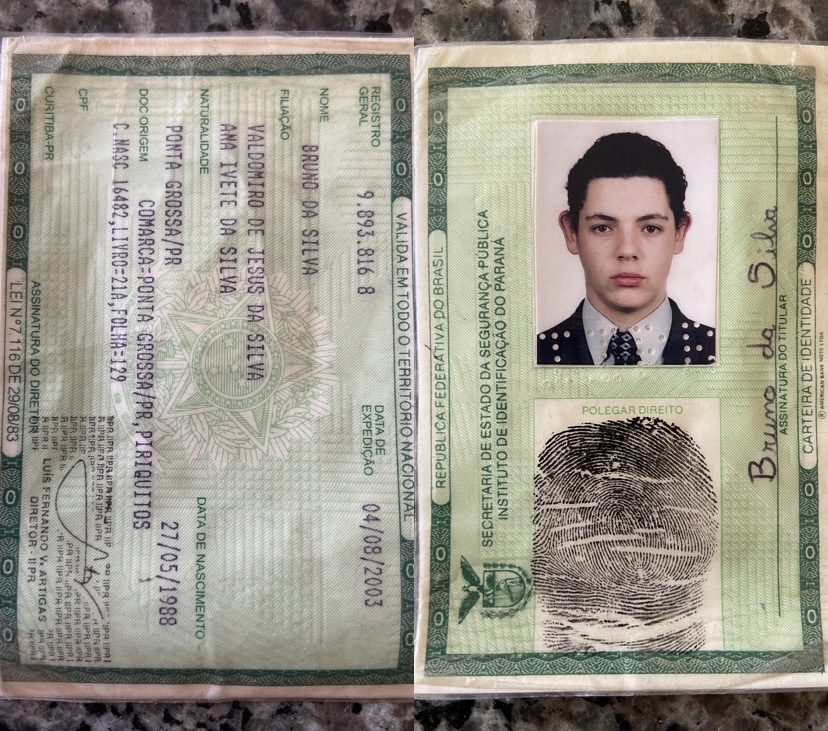 VALIDA EM TODO O TERRITÓRIO NACIONAL
REGISTRO GERAL 9.893.816 8 DATA DE EXPEDIÇÃO 04/08/2003
NOME
BRUNO DA SILVA
FILIAÇÃO
VALDOMIRO DE JESUS DA SILVA
ANA IVETE DA SILVA
NATURALIDADE DATA DE NASCIMENTO
PONTA GROSSA/PR 27/05/1988
DOC ORIGEM COMARCA=PONTA GROSSA/PR, PIRIQUITOS
C.NASC 16482, LIVRO=21A, FOLHA=129
CPF
CURITIBA-PR
LUIS FERNANDO V. ARTIGAS
DIRETOR - IIPR
ASSINATURA DO DIRETOR
LEI Nº 7.116 DE 29/08/83
REPÚBLICA FEDERATIVA DO BRASIL
SECRETARIA DE ESTADO DA SEGURANÇA PÚBLICA
INSTITUTO DE IDENTIFICAÇÃO DO PARANÁ
POLEGAR DIREITO
Bruno da Silva
ASSINATURA DO TITULAR
CARTEIRA DE IDENTIDADE
® AMERICAN BANK NOTE LTDA